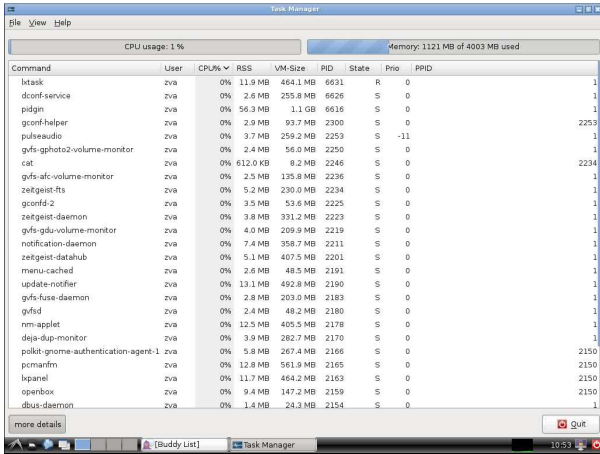 Task Manager
File View Help
CPU usage: 1 % Memory: 1121 MB of 4003 MB used
Command User CPU% RSS VM-Size PID State Prio PPID
lxtask zva 0% 11.9 MB 464.1 MB 6631 R 0 1
dconf-service zva 0% 2.6 MB 255.8 MB 6626 S 0 1
pidgin zva 0% 56.3 MB 1.1 GB 6616 S 0 1
gconf-helper zva 0% 2.9 MB 93.7 MB 2300 S 0 2253
pulseaudio zva 0% 3.7 MB 259.2 MB 2253 S -11 1
gvfs-gphoto2-volume-monitor zva 0% 2.4 MB 56.0 MB 2250 S 0 1
cat zva 0% 612.0 KB 8.2 MB 2246 S 0 2234
gvfs-afc-volume-monitor zva 0% 2.5 MB 135.8 MB 2236 S 0 1
zeitgeist-fts zva 0% 5.2 MB 230.0 MB 2234 S 0 1
gconfd-2 zva 0% 3.5 MB 53.6 MB 2225 S 0 1
zeitgeist-daemon zva 0% 3.8 MB 331.2 MB 2223 S 0 1
gvfs-gdu-volume-monitor zva 0% 4.0 MB 209.9 MB 2219 S 0 1
notification-daemon zva 0% 7.4 MB 358.7 MB 2211 S 0 1
zeitgeist-datahub zva 0% 5.1 MB 407.5 MB 2201 S 0 1
menu-cached zva 0% 2.6 MB 48.5 MB 2191 S 0 1
update-notifier zva 0% 13.1 MB 492.8 MB 2190 S 0 1
gvfs-fuse-daemon zva 0% 2.8 MB 203.0 MB 2183 S 0 1
gvfsd zva 0% 2.4 MB 48.2 MB 2180 S 0 1
nm-applet zva 0% 12.5 MB 405.5 MB 2178 S 0 1
deja-dup-monitor zva 0% 3.9 MB 282.7 MB 2170 S 0 1
polkit-gnome-authentication-agent-1 zva 0% 5.8 MB 267.4 MB 2166 S 0 2150
pcmanfm zva 0% 12.8 MB 561.9 MB 2165 S 0 2150
lxpanel zva 0% 11.7 MB 464.2 MB 2163 S 0 2150
openbox zva 0% 9.4 MB 147.2 MB 2159 S 0 2150
dbus-daemon zva 0% 1.4 MB 24.3 MB 2154 S 0 1
more details Quit
[Buddy List] Task Manager 10:53